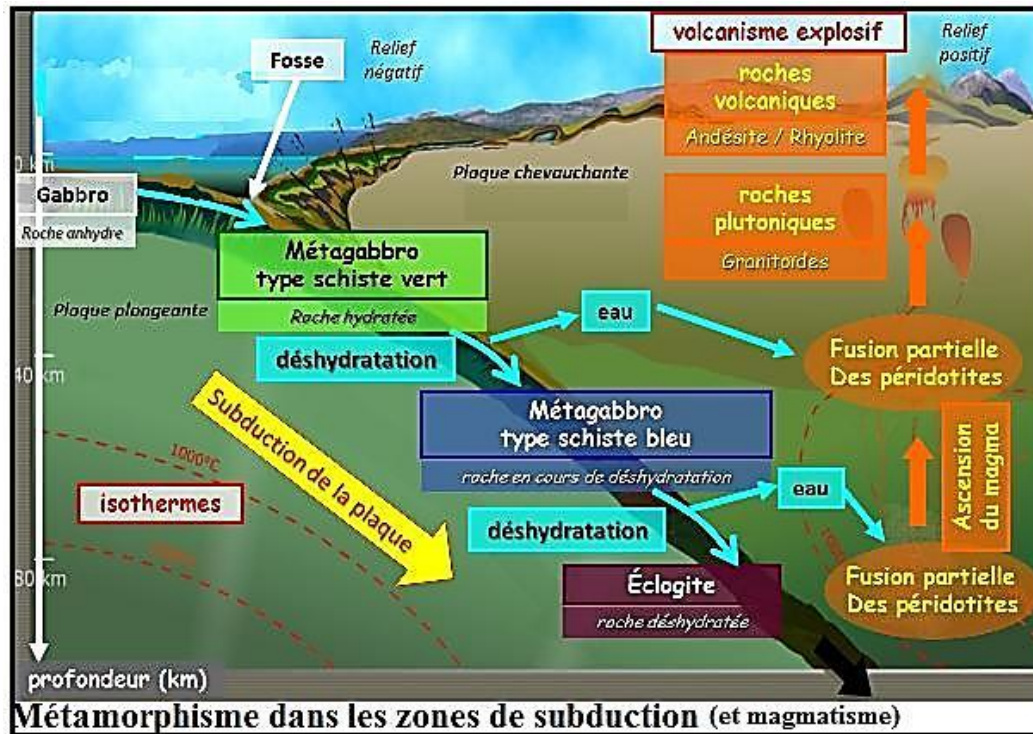 volcanisme explosif
Relief
négatif
Relief
positif
Fosse
roches
volcaniques
Andésite / Rhyolite
0 km
Plaque chevauchante
Gabbro
Roche anhydre
roches
plutoniques
Granitoïdes
Métagabbro
type schiste vert
Roche hydratée
Plaque plongeante
eau
déshydratation
Fusion partielle
Des péridotites
40 km
Subduction de la plaque
Métagabbro
type schiste bleu
roche en cours de déshydratation
1000°C
isothermes
eau
Ascension
du magma
déshydratation
80 km
Éclogite
roche déshydratée
Fusion partielle
Des péridotites
profondeur (km)
Métamorphisme dans les zones de subduction (et magmatisme)